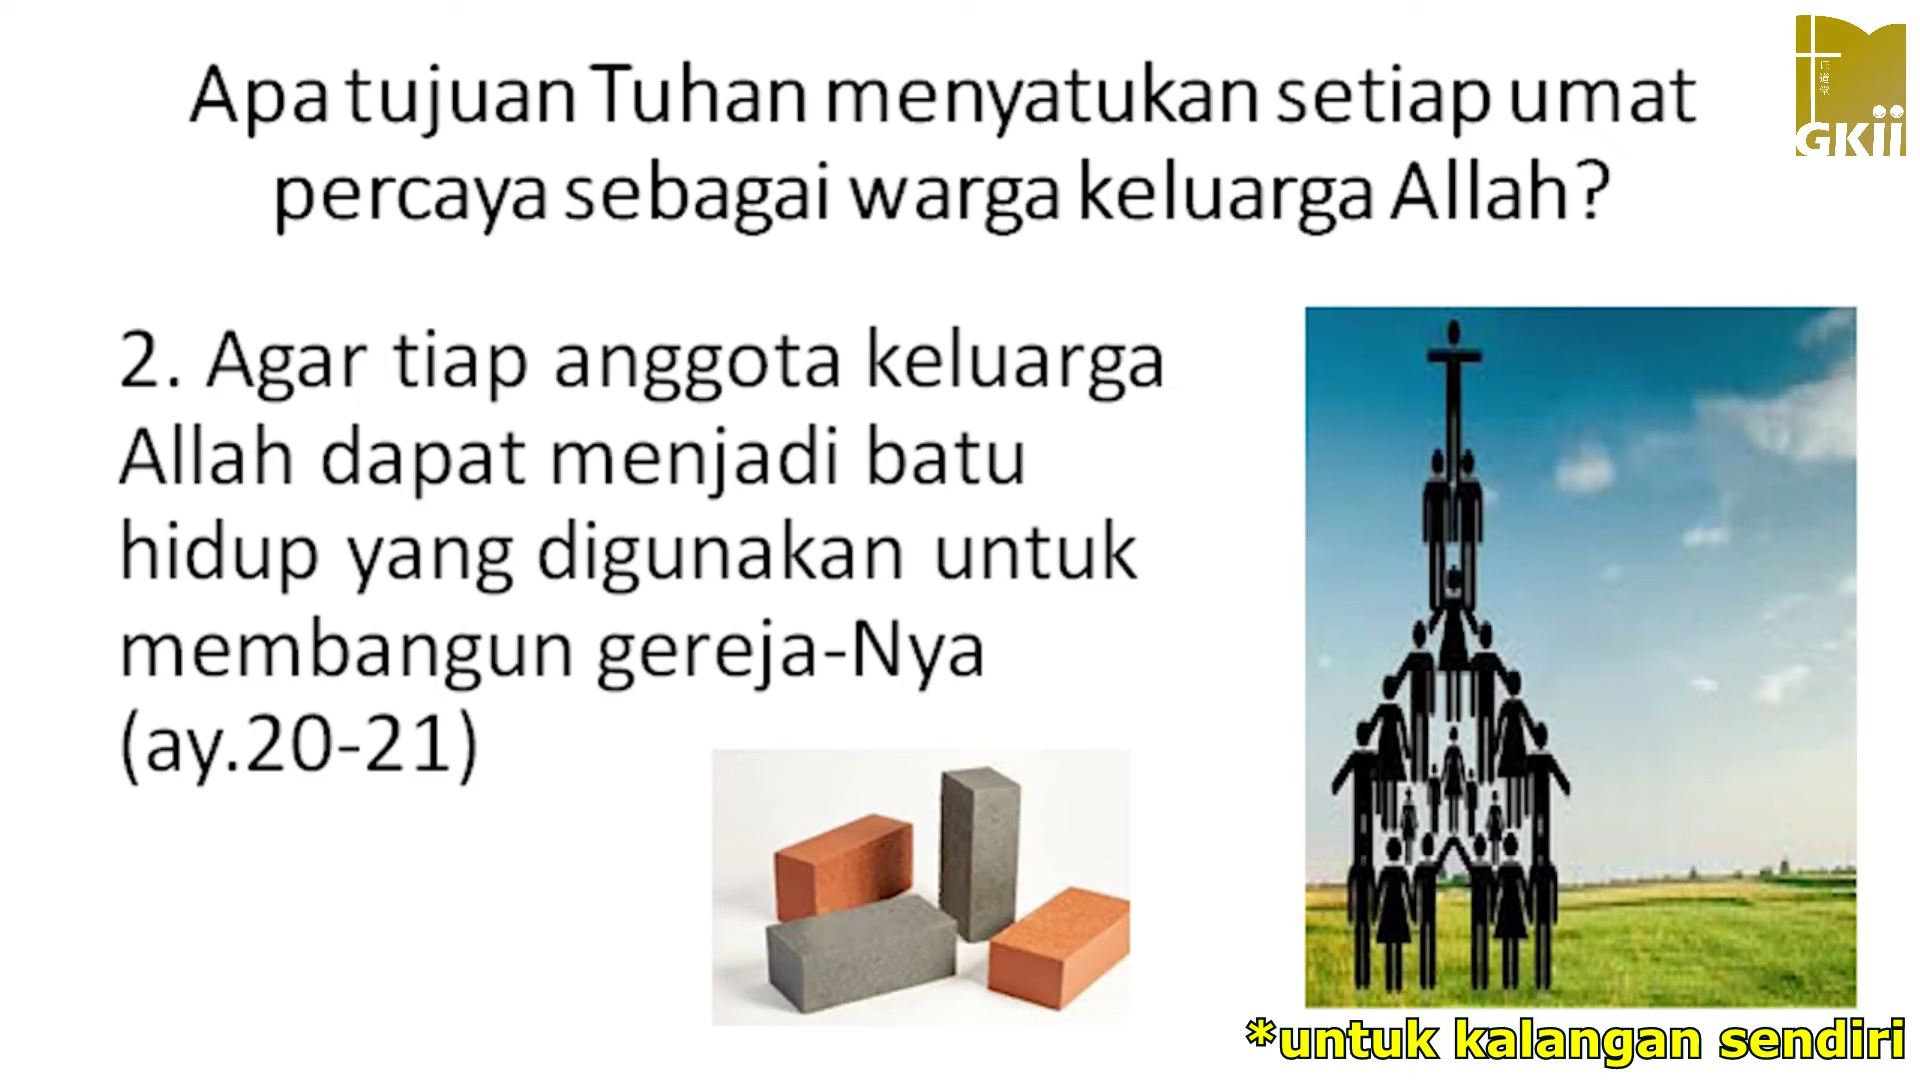 Apa tujuan Tuhan menyatukan setiap umat
percaya sebagai warga keluarga Allah?
GKii
2. Agar tiap anggota keluarga
Allah dapat menjadi batu
hidup yang digunakan untuk
membangun gereja-Nya
(ay.20-21)
*untuk kalangan sendiri